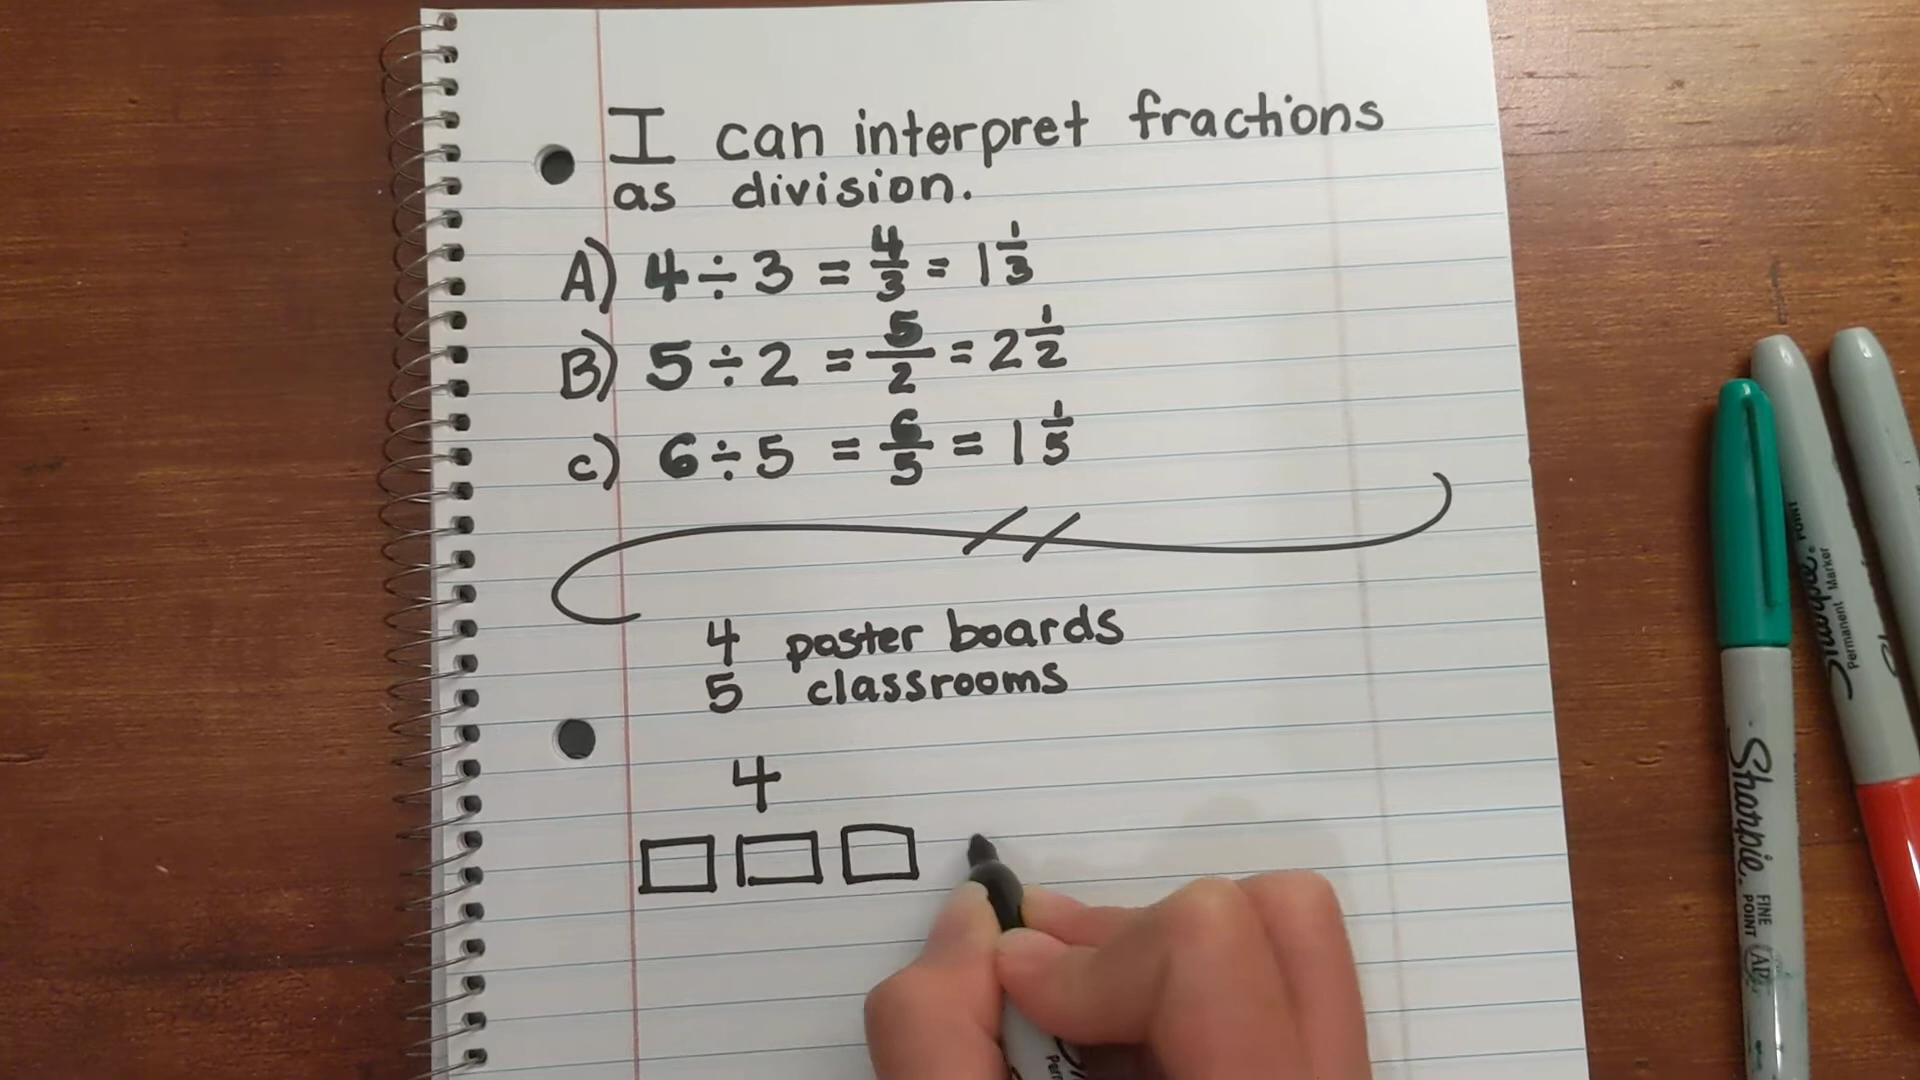 I can interpret fractions
as division.
A) 4 ÷ 3 = 4/3 = 1 1/3
B) 5 ÷ 2 = 5/2 = 2 1/2
c) 6 ÷ 5 = 6/5 = 1 1/5
4 poster boards
5 classrooms
4
Sharpie. FINE POINT AP
Sharpie. Permanent Marker POINT